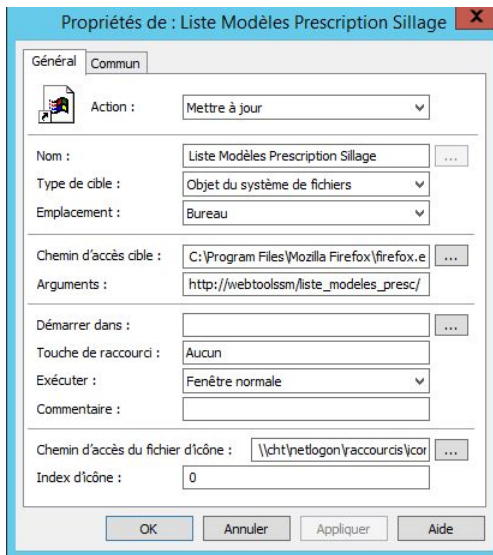 Propriétés de : Liste Modèles Prescription Sillage X
Général Commun
Action : Mettre à jour
Nom : Liste Modèles Prescription Sillage ...
Type de cible : Objet du système de fichiers
Emplacement : Bureau
Chemin d'accès cible : C:\Program Files\Mozilla Firefox\firefox.e ...
Arguments : http://webtoolssm/liste_modeles_presc/
Démarrer dans : ...
Touche de raccourci : Aucun
Exécuter : Fenêtre normale
Commentaire :
Chemin d'accès du fichier d'icône : \\cht\netlogon\raccourcis\icon ...
Index d'icône : 0
OK Annuler Appliquer Aide